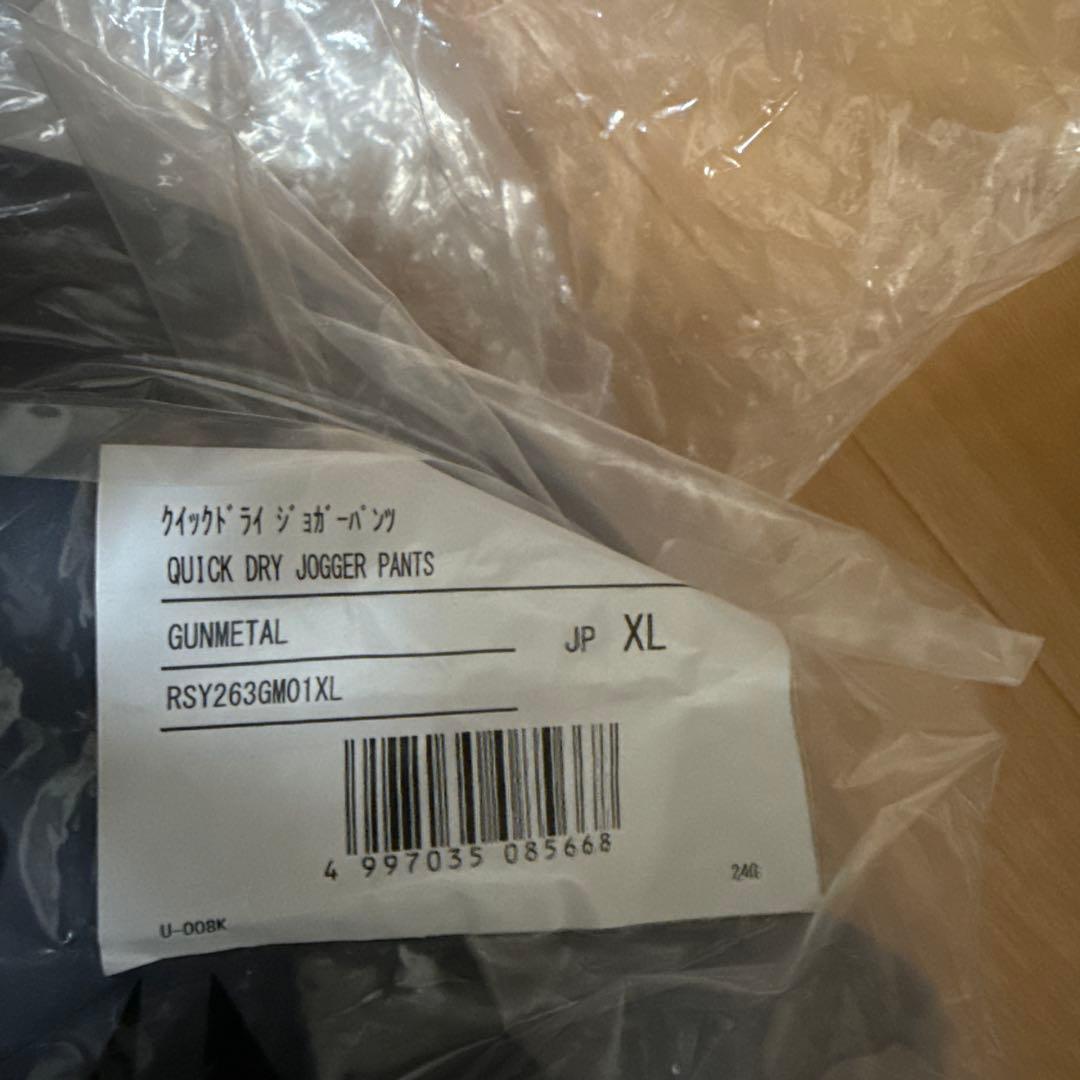 ｸｲｯｸﾄﾞﾗｲ ｼﾞｮｶﾞｰﾊﾟﾝﾂ
QUICK DRY JOGGER PANTS
GUNMETAL
JP XL
RSY263GM01XL
4 997035 085668
U-008K